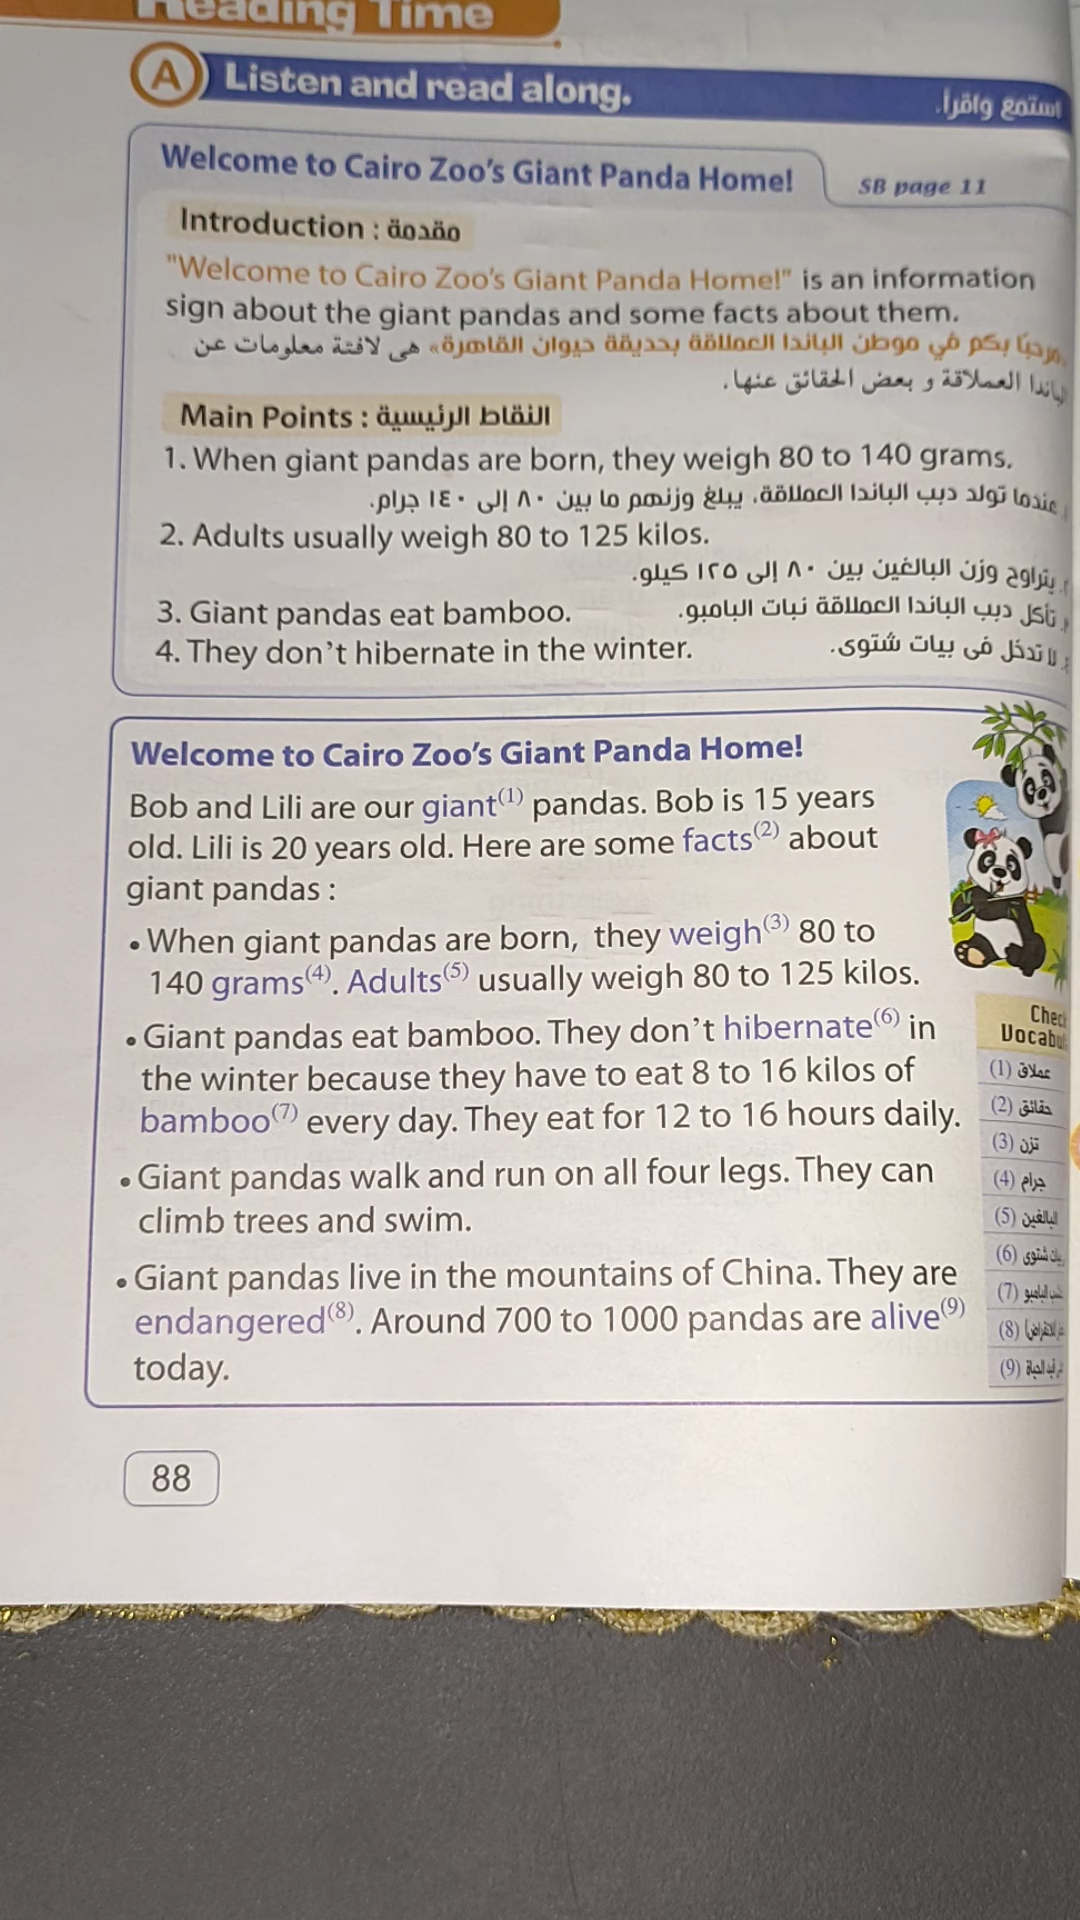 Reading Time
A Listen and read along.
استمع واقرأ.
Welcome to Cairo Zoo's Giant Panda Home!
SB page 11
Introduction : مقدمة
"Welcome to Cairo Zoo's Giant Panda Home!" is an information
sign about the giant pandas and some facts about them.
«مرحبًا بكم في موطن الباندا العملاقة بحديقة حيوان القاهرة» هى لافتة معلومات عن
الباندا العملاقة و بعض الحقائق عنها.
Main Points : النقاط الرئيسية
1. When giant pandas are born, they weigh 80 to 140 grams.
عندما تولد دبب الباندا العملاقة، يبلغ وزنهم ما بين ٨٠ إلى ١٤٠ جرام.
2. Adults usually weigh 80 to 125 kilos.
يتراوح وزن البالغين بين ٨٠ إلى ١٢٥ كيلو.
3. Giant pandas eat bamboo.
تأكل دبب الباندا العملاقة نبات البامبو.
4. They don't hibernate in the winter.
لا تدخل فى بيات شتوى.
Welcome to Cairo Zoo's Giant Panda Home!
Bob and Lili are our giant(1) pandas. Bob is 15 years
old. Lili is 20 years old. Here are some facts(2) about
giant pandas :
• When giant pandas are born, they weigh(3) 80 to
140 grams(4). Adults(5) usually weigh 80 to 125 kilos.
• Giant pandas eat bamboo. They don't hibernate(6) in
the winter because they have to eat 8 to 16 kilos of
bamboo(7) every day. They eat for 12 to 16 hours daily.
• Giant pandas walk and run on all four legs. They can
climb trees and swim.
• Giant pandas live in the mountains of China. They are
endangered(8). Around 700 to 1000 pandas are alive(9)
today.
Check
Vocabu
(1) عملاق
(2) حقائق
(3) تزن
(4) جرام
(5) البالغين
(6) شتوى
(7) البامبو
(8)
(9) الحياة
88